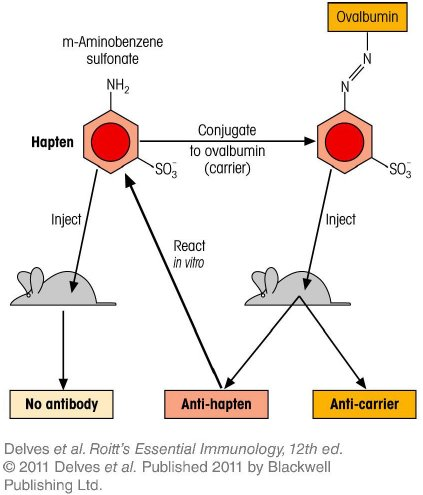 Ovalbumin
m-Aminobenzene
sulfonate
N
N
NH₂
Hapten
Conjugate
to ovalbumin
(carrier)
SO₃⁻
SO₃⁻
Inject
Inject
React
in vitro
No antibody
Anti-hapten
Anti-carrier
Delves et al. Roitt's Essential Immunology, 12th ed.
© 2011 Delves et al. Published 2011 by Blackwell
Publishing Ltd.